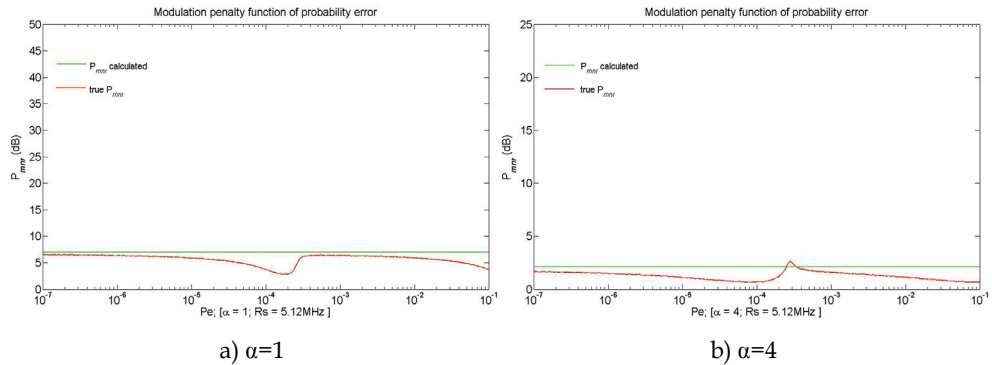 Modulation penalty function of probability error
50
45
40
35
30
25
20
15
10
5
0
P_mnr (dB)
P_mnr calculated
true P_mnr
10^-7
10^-6
10^-5
10^-4
10^-3
10^-2
10^-1
Pe; [α = 1; Rs = 5.12MHz ]
a) α=1
Modulation penalty function of probability error
25
20
15
10
5
0
P_mnr (dB)
P_mnr calculated
true P_mnr
10^-7
10^-6
10^-5
10^-4
10^-3
10^-2
10^-1
Pe; [α = 4; Rs = 5.12MHz ]
b) α=4